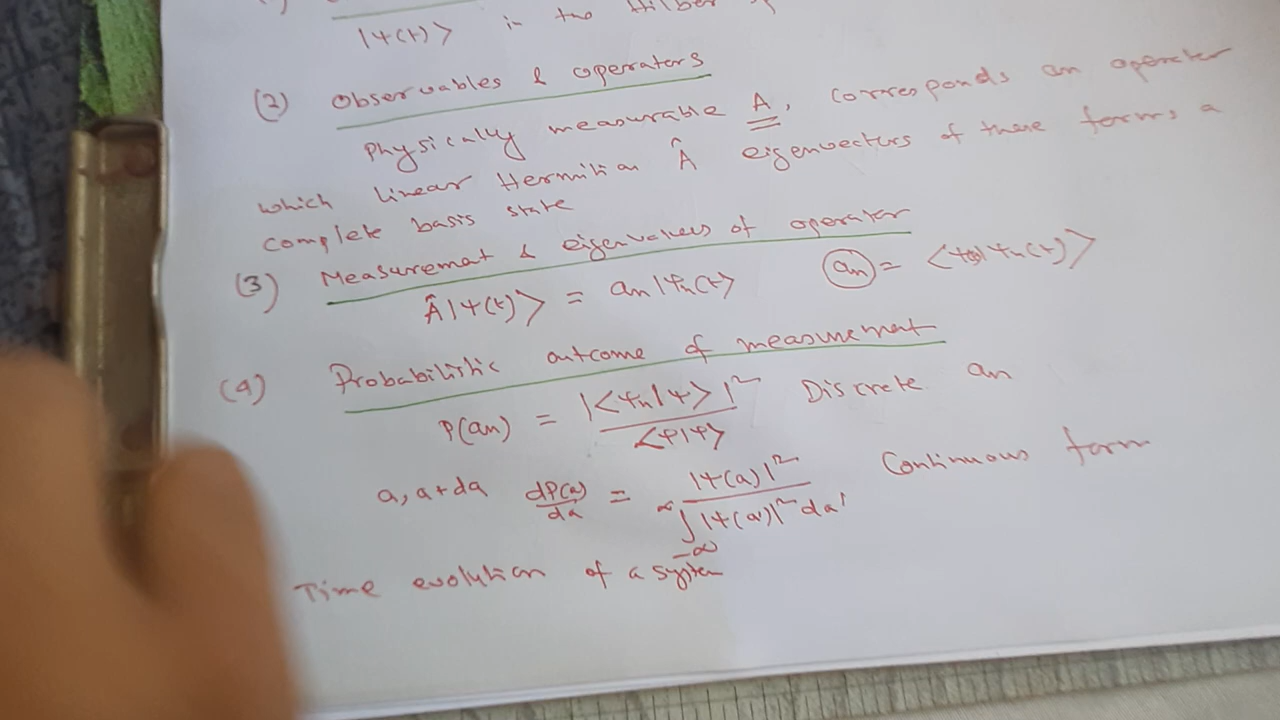 |ψ(t)⟩ in the Hilber
(2) Observables & operators
Physically measurable A, corresponds an operator
which linear Hermitian Â eigenvectors of these forms a
complete basis state
(3) Measuremat & eigenvalues of operator
Â|ψ(t)⟩ = an|ψn(t)⟩ an = ⟨ψ(t)|ψn(t)⟩
(4) Probabilistic outcome of measurement
P(an) = |⟨ψn|ψ⟩|² / ⟨ψ|ψ⟩ Discrete an
a, a+da dP(a)/da = |ψ(a)|² / ∫_{-∞}^{∞} |ψ(a')|² da' Continuous form
Time evolution of a system